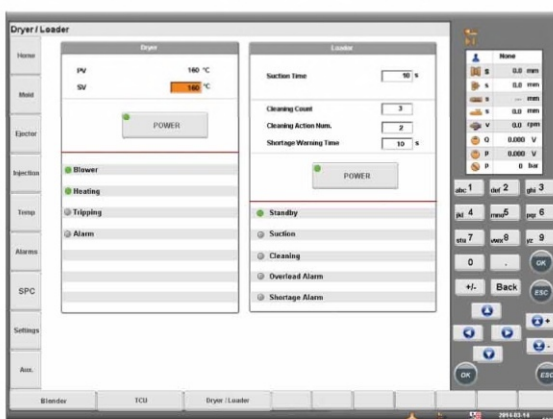 Dryer / Loader
Home
Mold
Ejector
Injection
Temp
Alarms
SPC
Settings
Aux.
Dryer
PV 160 °C
SV 160 °C
POWER
Blower
Heating
Tripping
Alarm
Loader
Suction Time 10 s
Cleaning Count 3
Cleaning Action Num. 2
Shortage Warning Time 10 s
POWER
Standby
Suction
Cleaning
Overload Alarm
Shortage Alarm
None
S 0.0 mm
s 0.0 mm
... mm
s 0.0 mm
V 0.0 rpm
Q 0.000 V
P 0.000 V
P 0 bar
abc 1 def 2 ghi 3
jkl 4 mno 5 pqr 6
stu 7 vwx 8 yz 9
0 . OK
+/- Back ESC
OK ESC
Blender TCU Dryer / Loader
2014-03-14